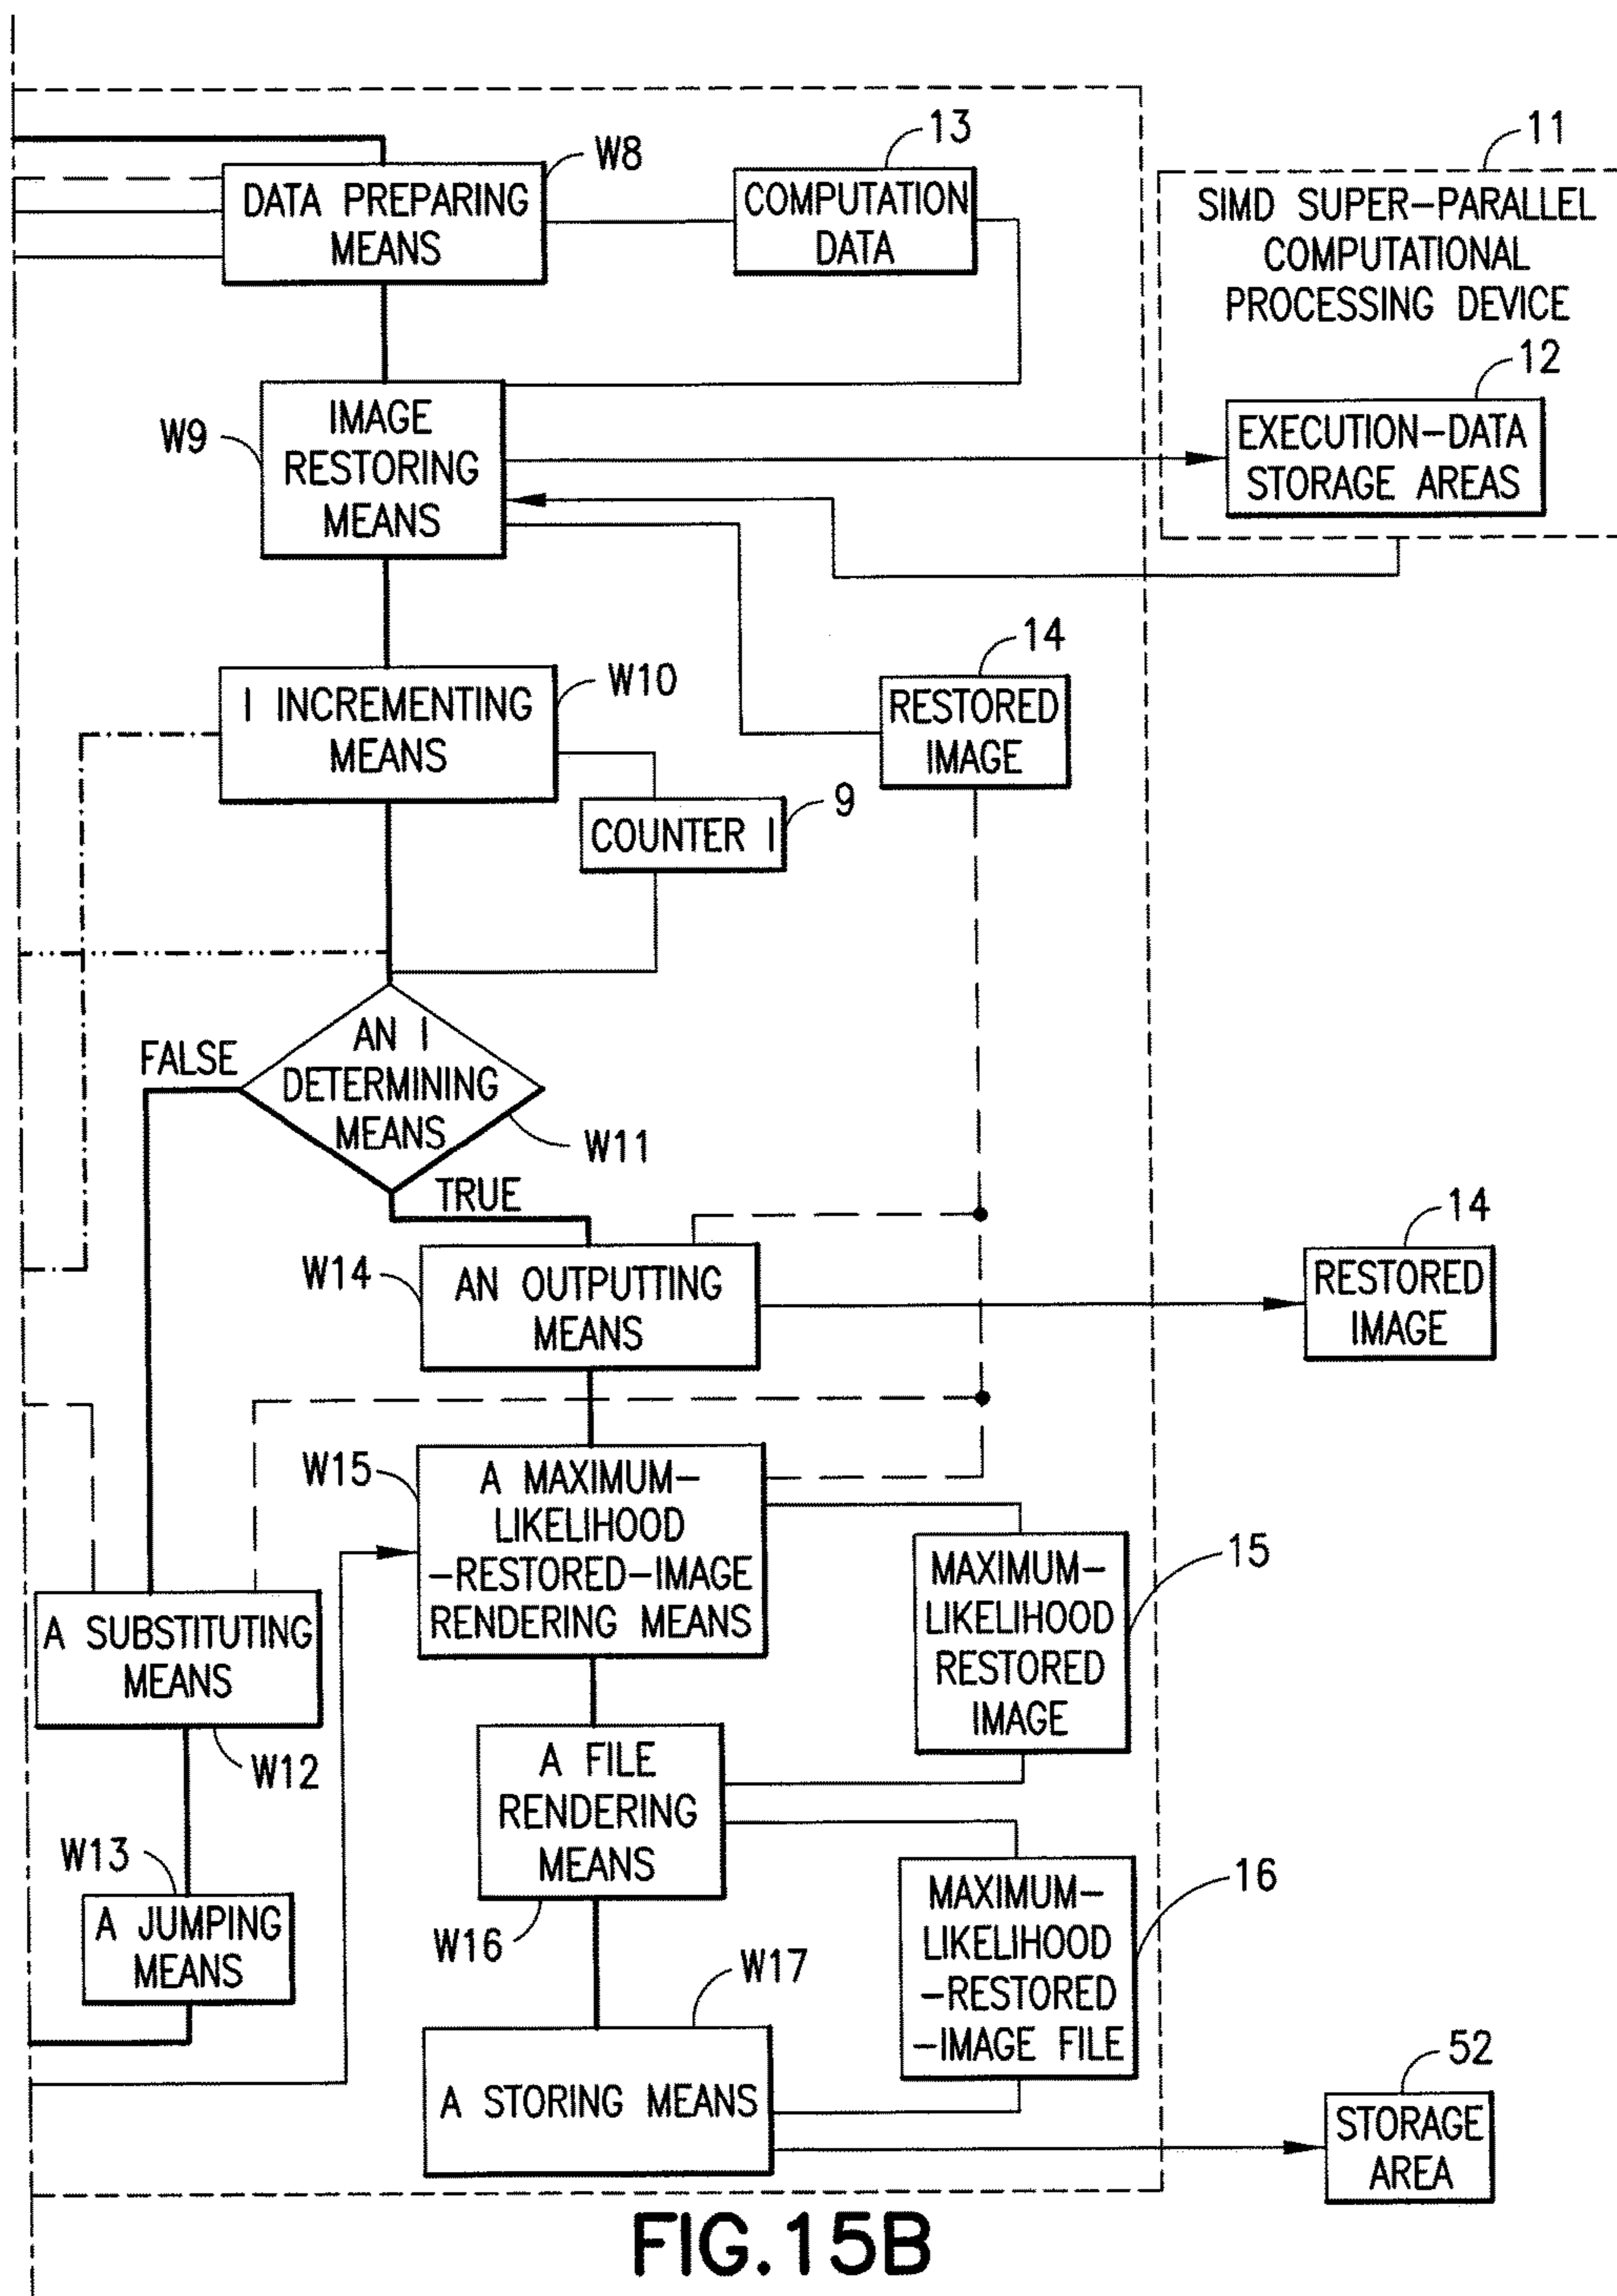 13
11
W8
DATA PREPARING
MEANS
COMPUTATION
DATA
SIMD SUPER-PARALLEL
COMPUTATIONAL
PROCESSING DEVICE
12
W9
IMAGE
RESTORING
MEANS
EXECUTION-DATA
STORAGE AREAS
14
W10
I INCREMENTING
MEANS
RESTORED
IMAGE
9
COUNTER I
FALSE
AN I
DETERMINING
MEANS
W11
TRUE
14
W14
AN OUTPUTTING
MEANS
RESTORED
IMAGE
W15
A MAXIMUM-
LIKELIHOOD
-RESTORED-IMAGE
RENDERING MEANS
15
MAXIMUM-
LIKELIHOOD
RESTORED
IMAGE
A SUBSTITUTING
MEANS
W12
A FILE
RENDERING
MEANS
W13
A JUMPING
MEANS
W16
16
MAXIMUM-
LIKELIHOOD
-RESTORED
-IMAGE FILE
W17
A STORING MEANS
52
STORAGE
AREA
FIG.15B